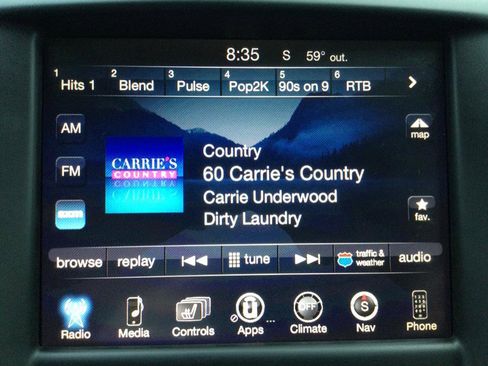 8:35 S 59° out.
1 Hits 1 2 Blend 3 Pulse 4 Pop2K 5 90s on 9 6 RTB
AM
map
FM
CARRIE'S
COUNTRY
Country
60 Carrie's Country
Carrie Underwood
Dirty Laundry
sxm
fav.
browse replay tune traffic & weather audio
OFF S
Radio Media Controls Apps ... Climate Nav Phone